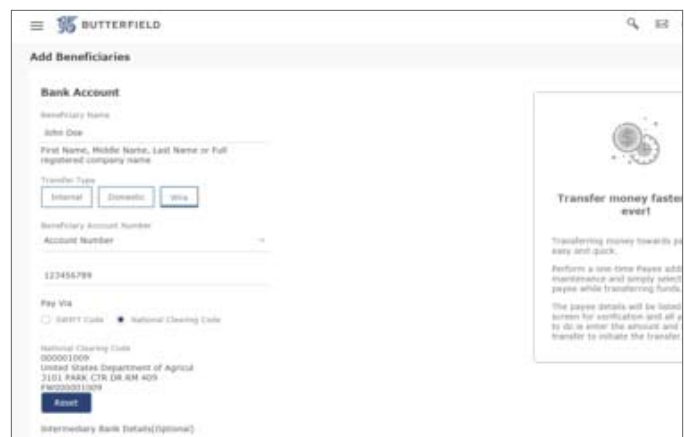 BUTTERFIELD
Add Beneficiaries
Bank Account
Beneficiary Name
John Doe
First Name, Middle Name, Last Name or Full
registered company name
Transfer Type
Internal
Domestic
Wire
Beneficiary Account Number
Account Number
123456789
Pay Via
SWIFT Code
National Clearing Code
National Clearing Code
000001009
United States Department of Agricul
3101 PARK CTR DR RM 409
FW000001009
Reset
Intermediary Bank Details(Optional)
Transfer money faster
ever!
Transferring money towards pa
easy and quick.
Perform a one-time Payee addi
maintenance and simply select
payee while transferring funds.
The payee details will be listed
screen for verification and all y
to do is enter the amount and
transfer to initiate the transfer.